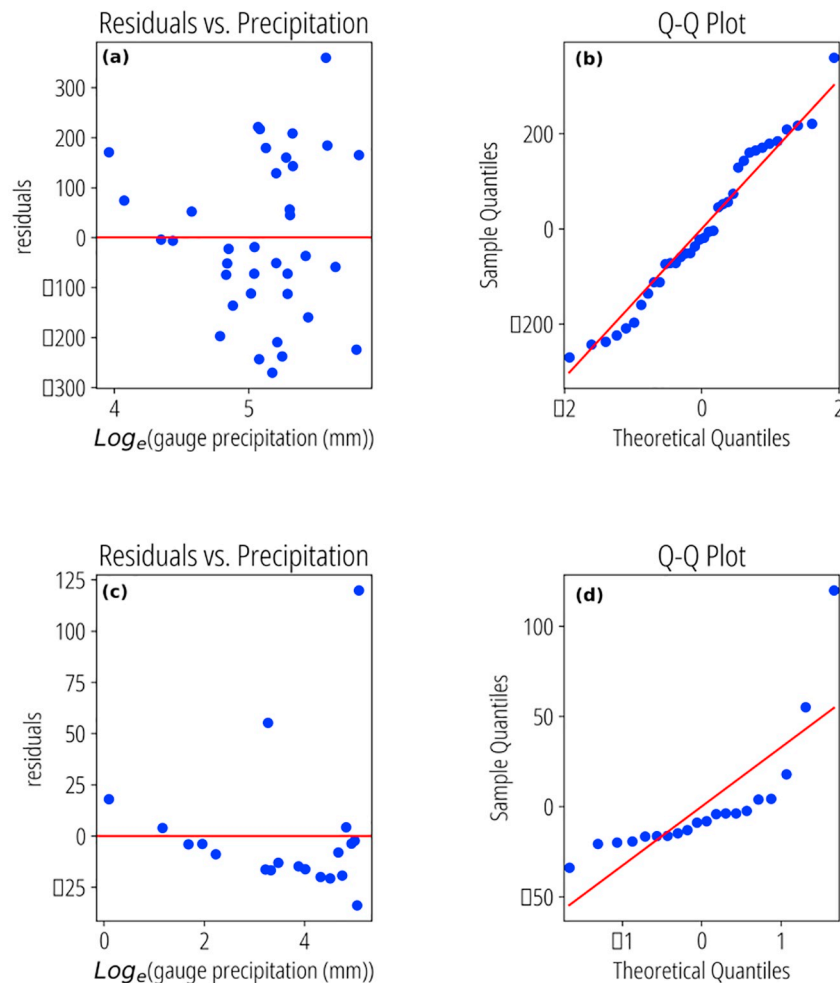 Residuals vs. Precipitation
(a)
300
200
100
0
▯100
▯200
▯300
residuals
4 5
Log_e(gauge precipitation (mm))
Q-Q Plot
(b)
200
0
▯200
Sample Quantiles
▯2 0 2
Theoretical Quantiles
Residuals vs. Precipitation
(c)
125
100
75
50
25
0
▯25
residuals
0 2 4
Log_e(gauge precipitation (mm))
Q-Q Plot
(d)
100
50
0
▯50
Sample Quantiles
▯1 0 1
Theoretical Quantiles